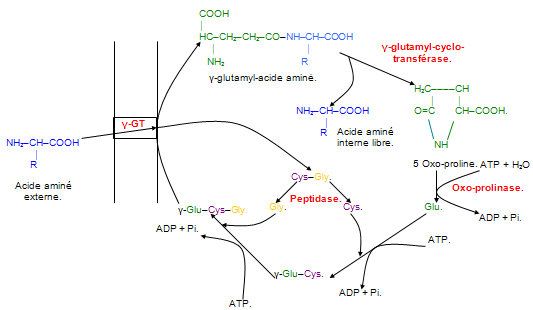 COOH
HC–CH₂–CH₂–CO–NH–CH–COOH
NH₂
R
γ-glutamyl-acide aminé.
γ-glutamyl-cyclo-
transférase.
H₂C----CH
O=C
CH–COOH.
NH
5 Oxo-proline.
NH₂–CH–COOH
R
Acide aminé
interne libre.
γ-GT
NH₂–CH–COOH
R
Acide aminé
externe.
ATP + H₂O
Oxo-prolinase.
ADP + Pi.
Cys–Gly.
Peptidase.
Gly.
Cys.
Glu.
γ-Glu–Cys–Gly.
ADP + Pi.
ATP.
γ-Glu–Cys.
ATP.
ADP + Pi.